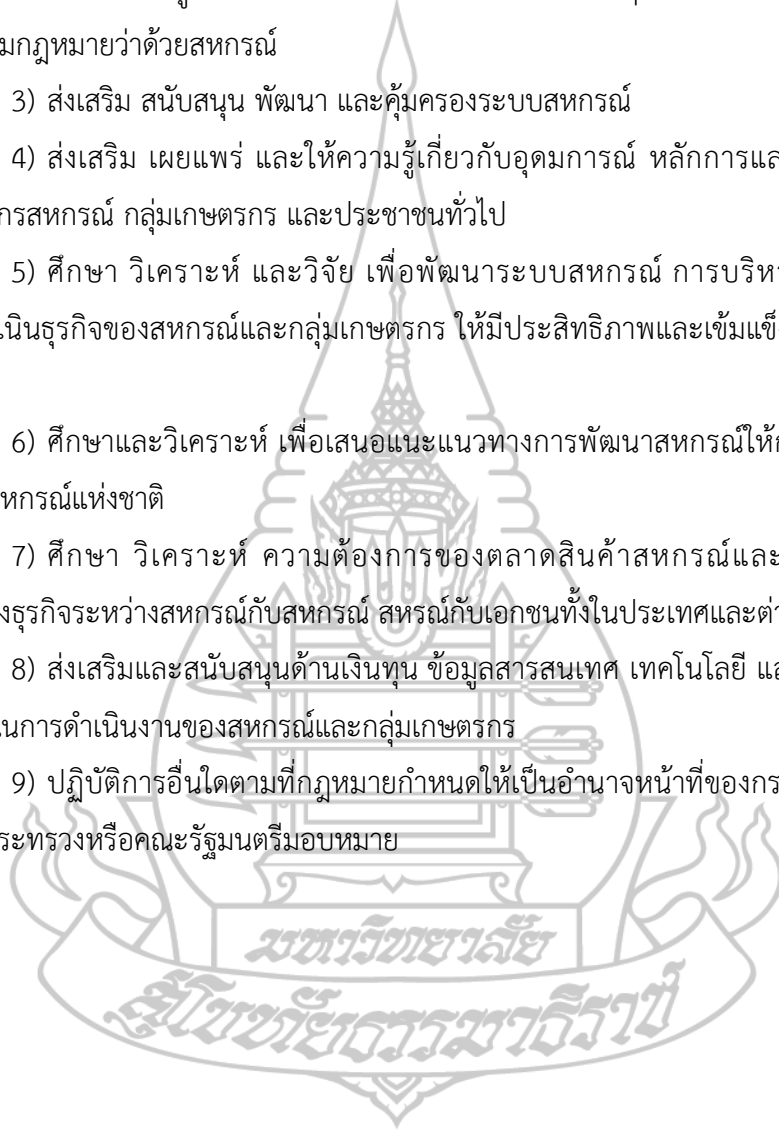 มกฎหมายว่าด้วยสหกรณ์
3) ส่งเสริม สนับสนุน พัฒนา และคุ้มครองระบบสหกรณ์
4) ส่งเสริม เผยแพร่ และให้ความรู้เกี่ยวกับอุดมการณ์ หลักการแล
กรสหกรณ์ กลุ่มเกษตรกร และประชาชนทั่วไป
5) ศึกษา วิเคราะห์ และวิจัย เพื่อพัฒนาระบบสหกรณ์ การบริห
เนินธุรกิจของสหกรณ์และกลุ่มเกษตรกร ให้มีประสิทธิภาพและเข้มแข็
6) ศึกษาและวิเคราะห์ เพื่อเสนอแนะแนวทางการพัฒนาสหกรณ์ให้
หกรณ์แห่งชาติ
7) ศึกษา วิเคราะห์ ความต้องการของตลาดสินค้าสหกรณ์และ
งธุรกิจระหว่างสหกรณ์กับสหกรณ์ สหรณ์กับเอกชนทั้งในประเทศและต่า
8) ส่งเสริมและสนับสนุนด้านเงินทุน ข้อมูลสารสนเทศ เทคโนโลยี แล
นการดำเนินงานของสหกรณ์และกลุ่มเกษตรกร
9) ปฏิบัติการอื่นใดตามที่กฎหมายกำหนดให้เป็นอำนาจหน้าที่ของกร
ระทรวงหรือคณะรัฐมนตรีมอบหมาย
มหาวิทยาลัย
สุโขทัยธรรมาธิราช